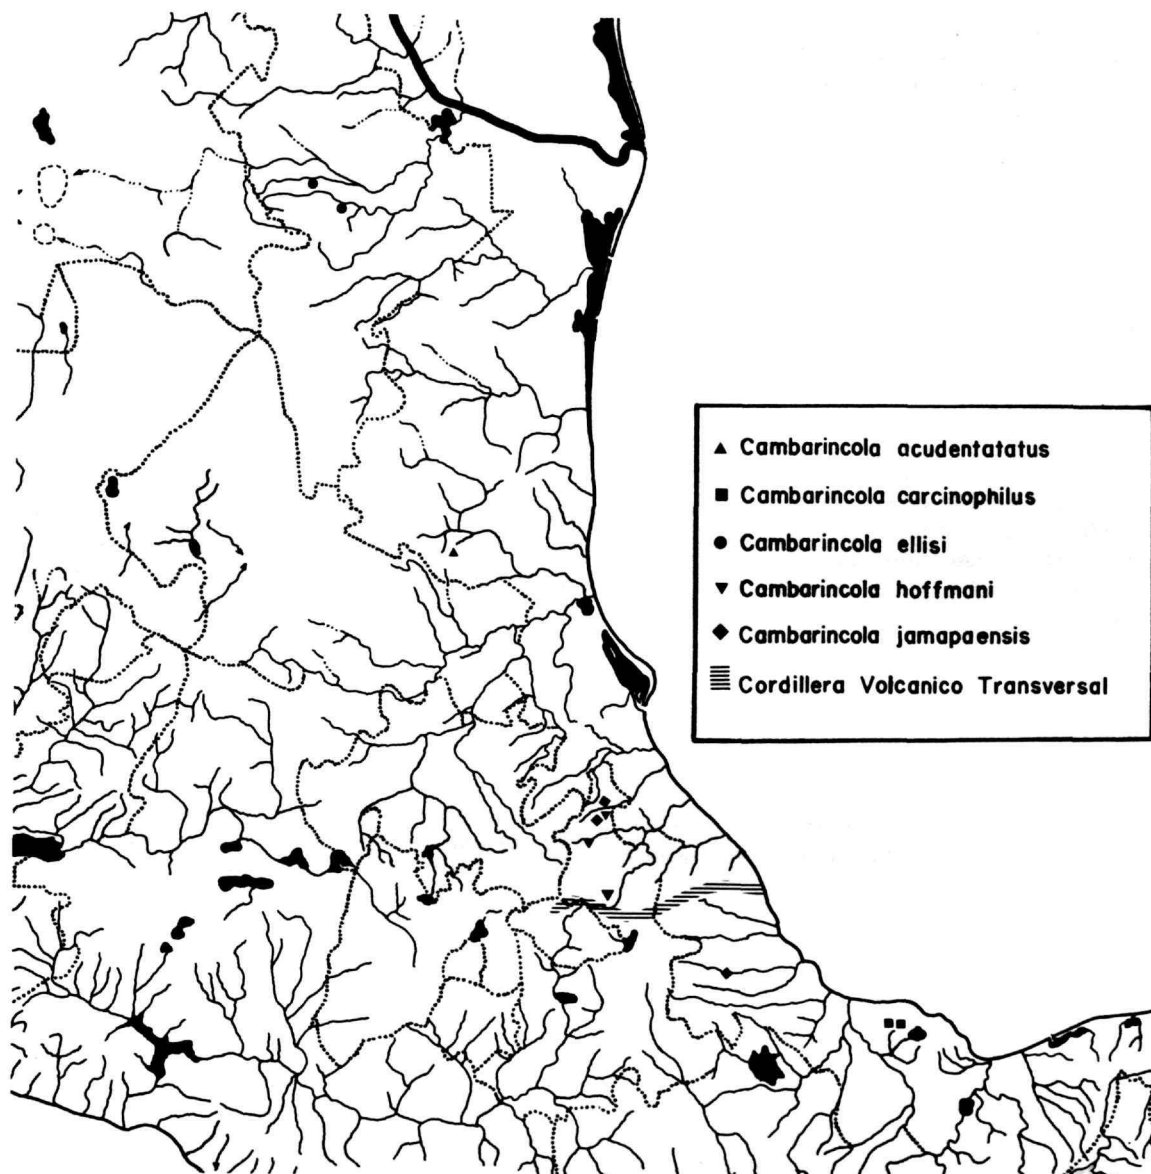 Cambarincola acudentatatus
Cambarincola carcinophilus
Cambarincola ellisi
Cambarincola hoffmani
Cambarincola jamapaensis
Cordillera Volcanico Transversal